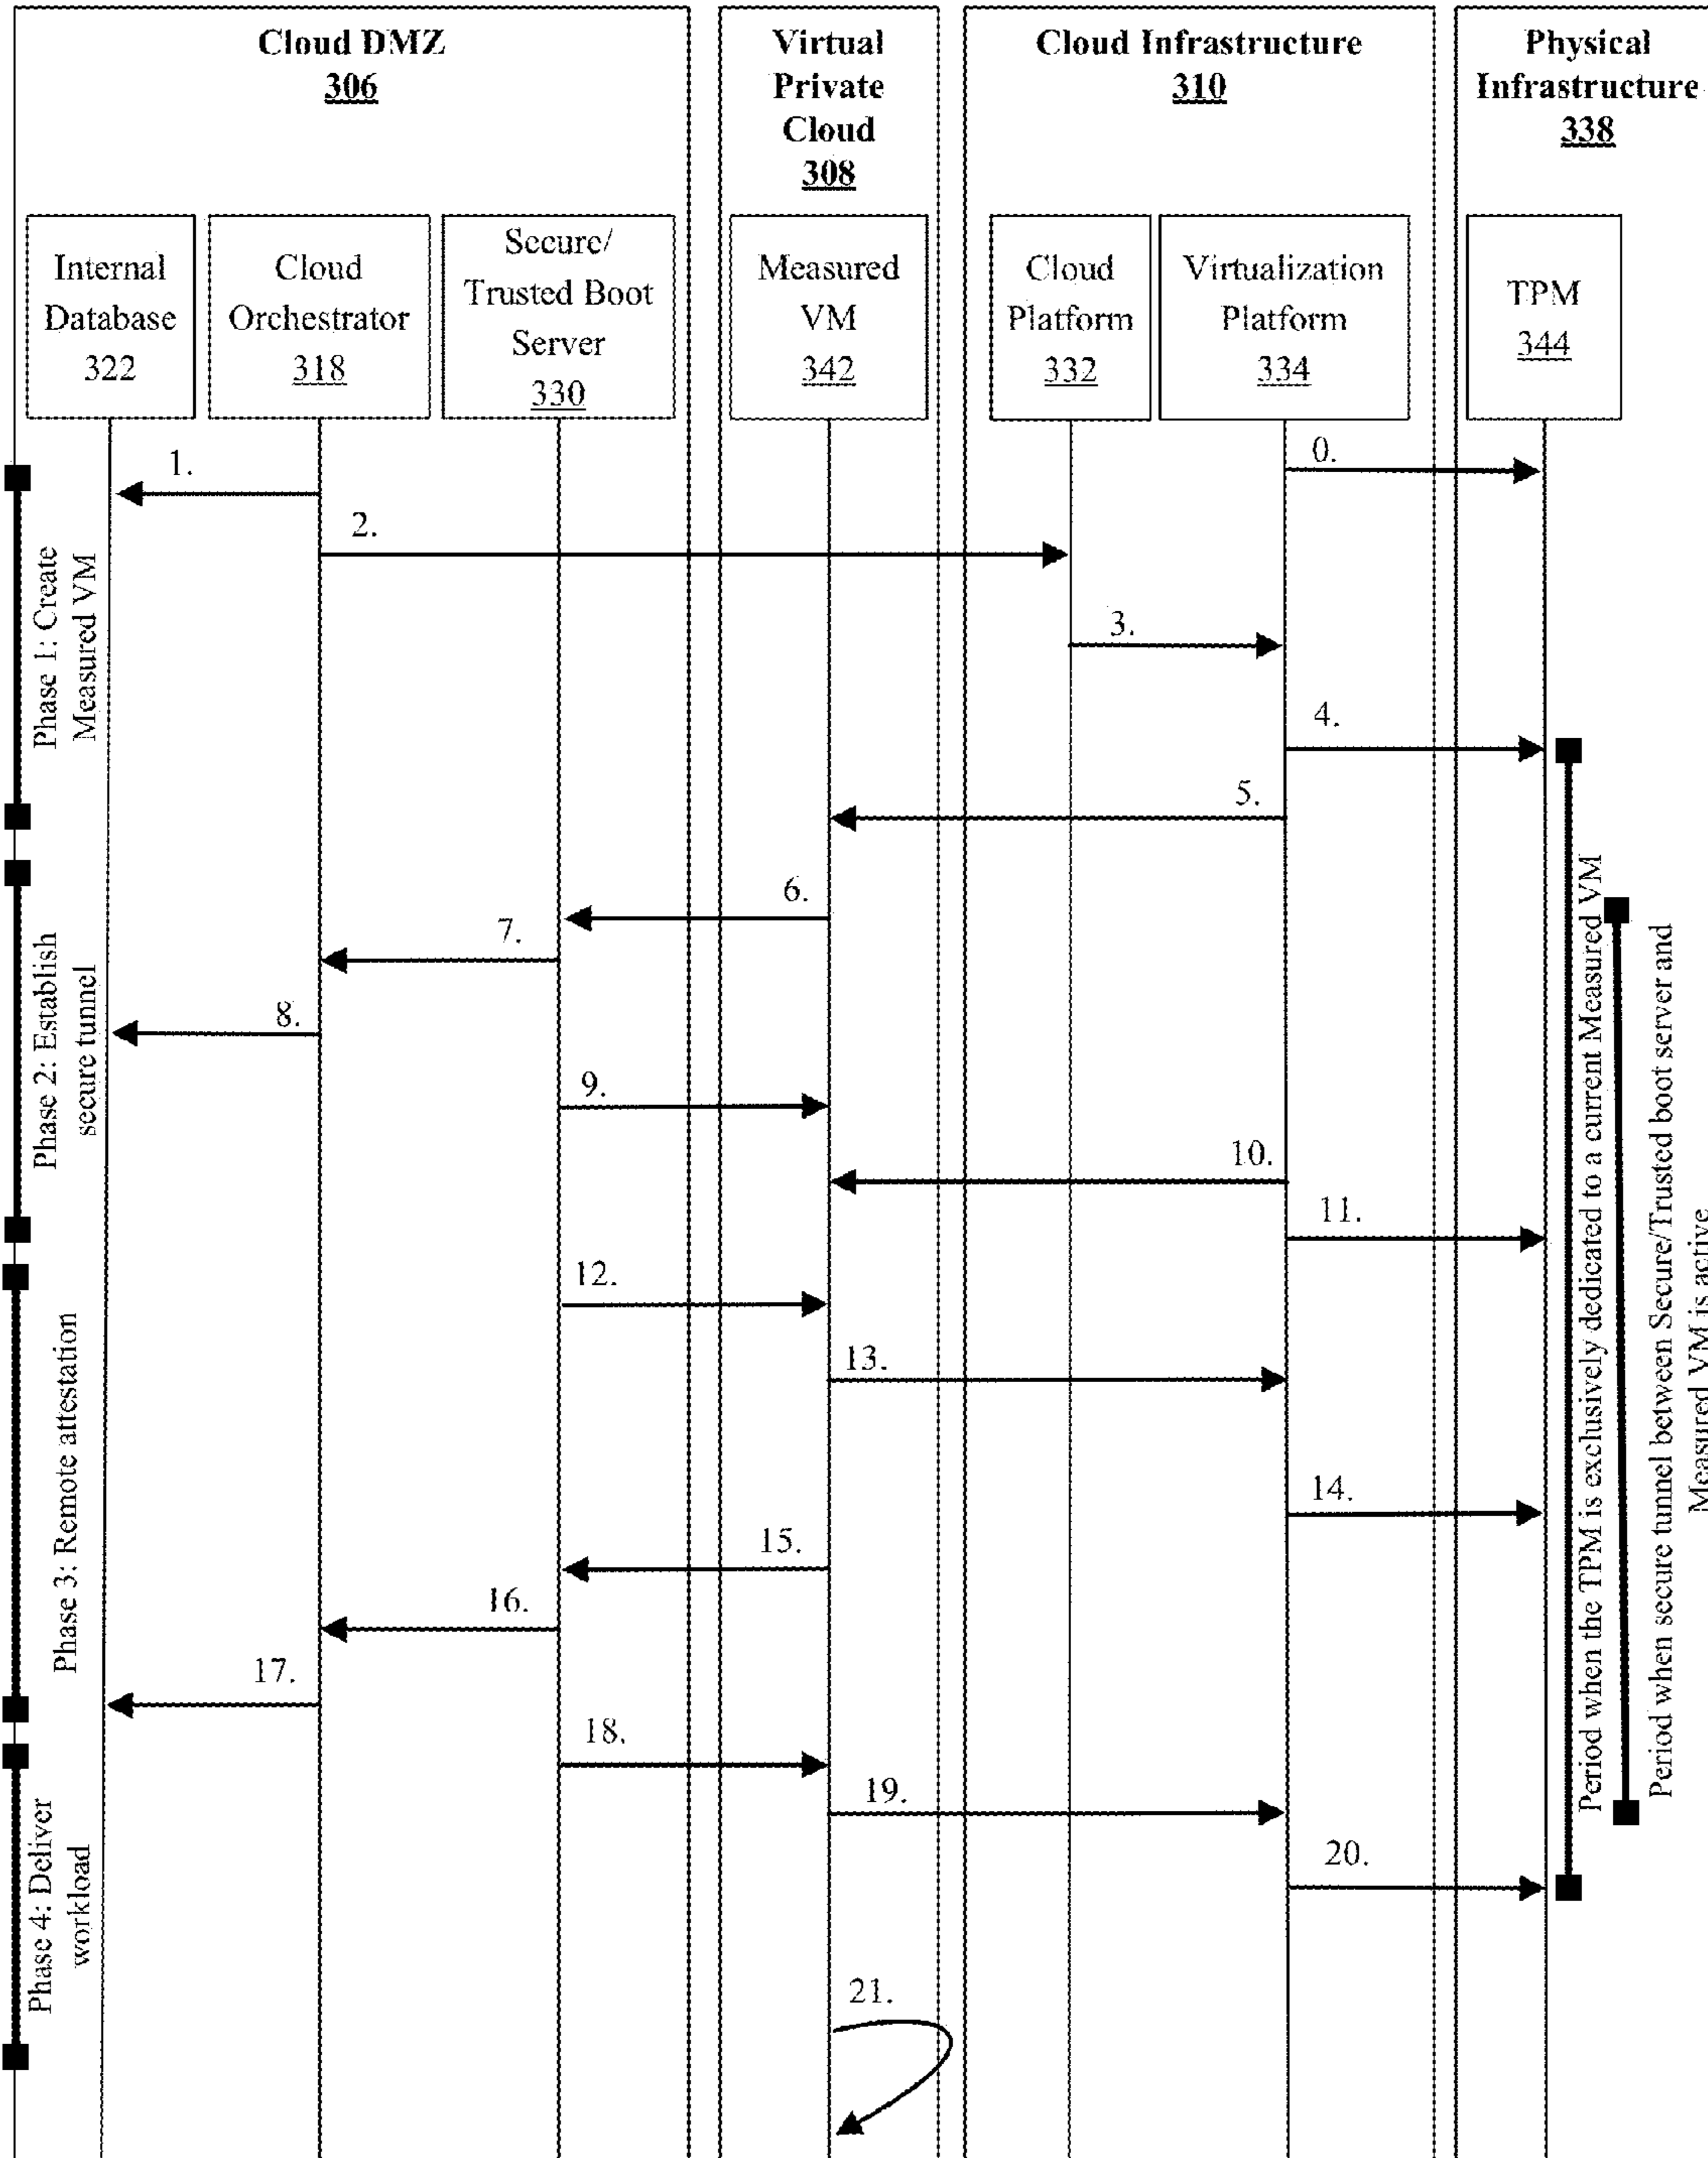 Cloud DMZ
306
Virtual
Private
Cloud
308
Cloud Infrastructure
310
Physical
Infrastructure
338
Internal
Database
322
Cloud
Orchestrator
318
Secure/
Trusted Boot
Server
330
Measured
VM
342
Cloud
Platform
332
Virtualization
Platform
334
TPM
344
0.
1.
2.
3.
4.
5.
6.
7.
8.
9.
10.
11.
12.
13.
14.
15.
16.
17.
18.
19.
20.
21.
Phase 1: Create
Measured VM
Phase 2: Establish
secure tunnel
Phase 3: Remote attestation
Phase 4: Deliver
workload
Period when the TPM is exclusively dedicated to a current Measured VM
Period when secure tunnel between Secure/Trusted boot server and
Measured VM is active